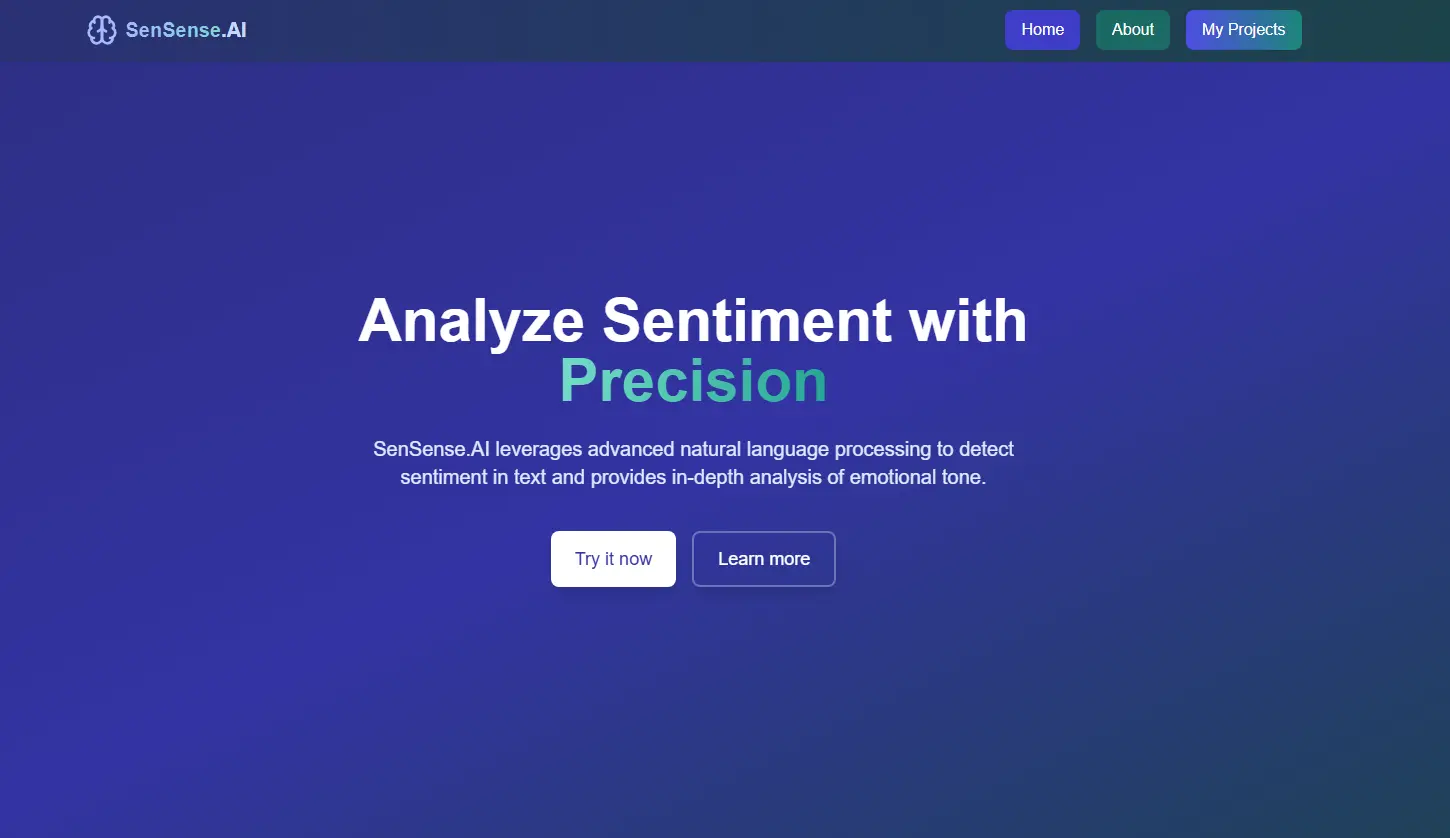 SenSense.AI
Home
About
My Projects
Analyze Sentiment with
Precision
SenSense.AI leverages advanced natural language processing to detect
sentiment in text and provides in-depth analysis of emotional tone.
Try it now
Learn more